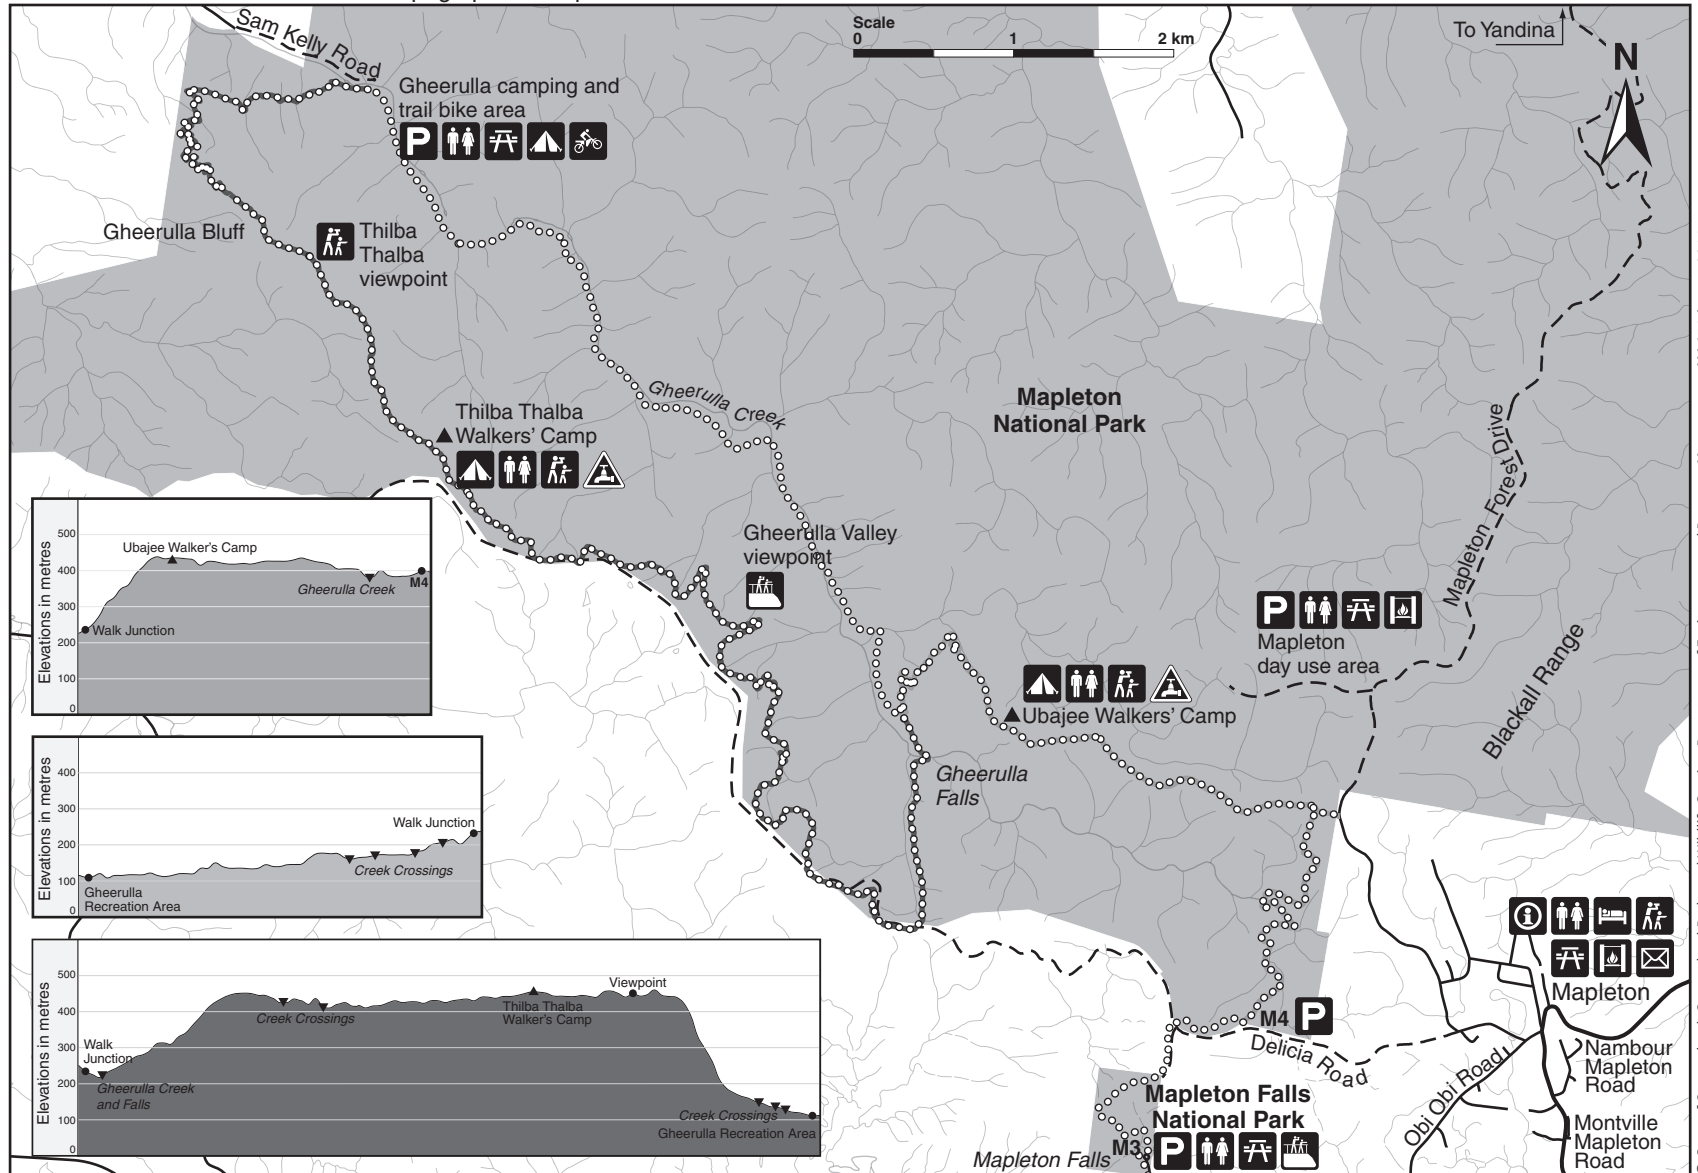 Sam Kelly Road
Scale
0 1 2 km
To Yandina
N
Gheerulla camping and
trail bike area
P
Gheerulla Bluff
Thilba
Thalba
viewpoint
Gheerulla Creek
Mapleton
National Park
Thilba Thalba
Walkers' Camp
Gheerulla Valley
viewpoint
Mapleton Forest Drive
P
Mapleton
day use area
Blackall Range
Ubajee Walkers' Camp
Gheerulla
Falls
Elevations in metres
500
400
300
200
100
0
Ubajee Walker's Camp
Gheerulla Creek
M4
Walk Junction
Elevations in metres
400
300
200
100
0
Walk Junction
Creek Crossings
Gheerulla
Recreation Area
Elevations in metres
500
400
300
200
100
0
Viewpoint
Creek Crossings
Thilba Thalba
Walker's Camp
Walk
Junction
Gheerulla Creek
and Falls
Creek Crossings
Gheerulla Recreation Area
i
Mapleton
M4 P
Delicia Road
Obi Obi Road
Nambour
Mapleton
Road
Montville
Mapleton
Road
Mapleton Falls
National Park
M3 P
Mapleton Falls